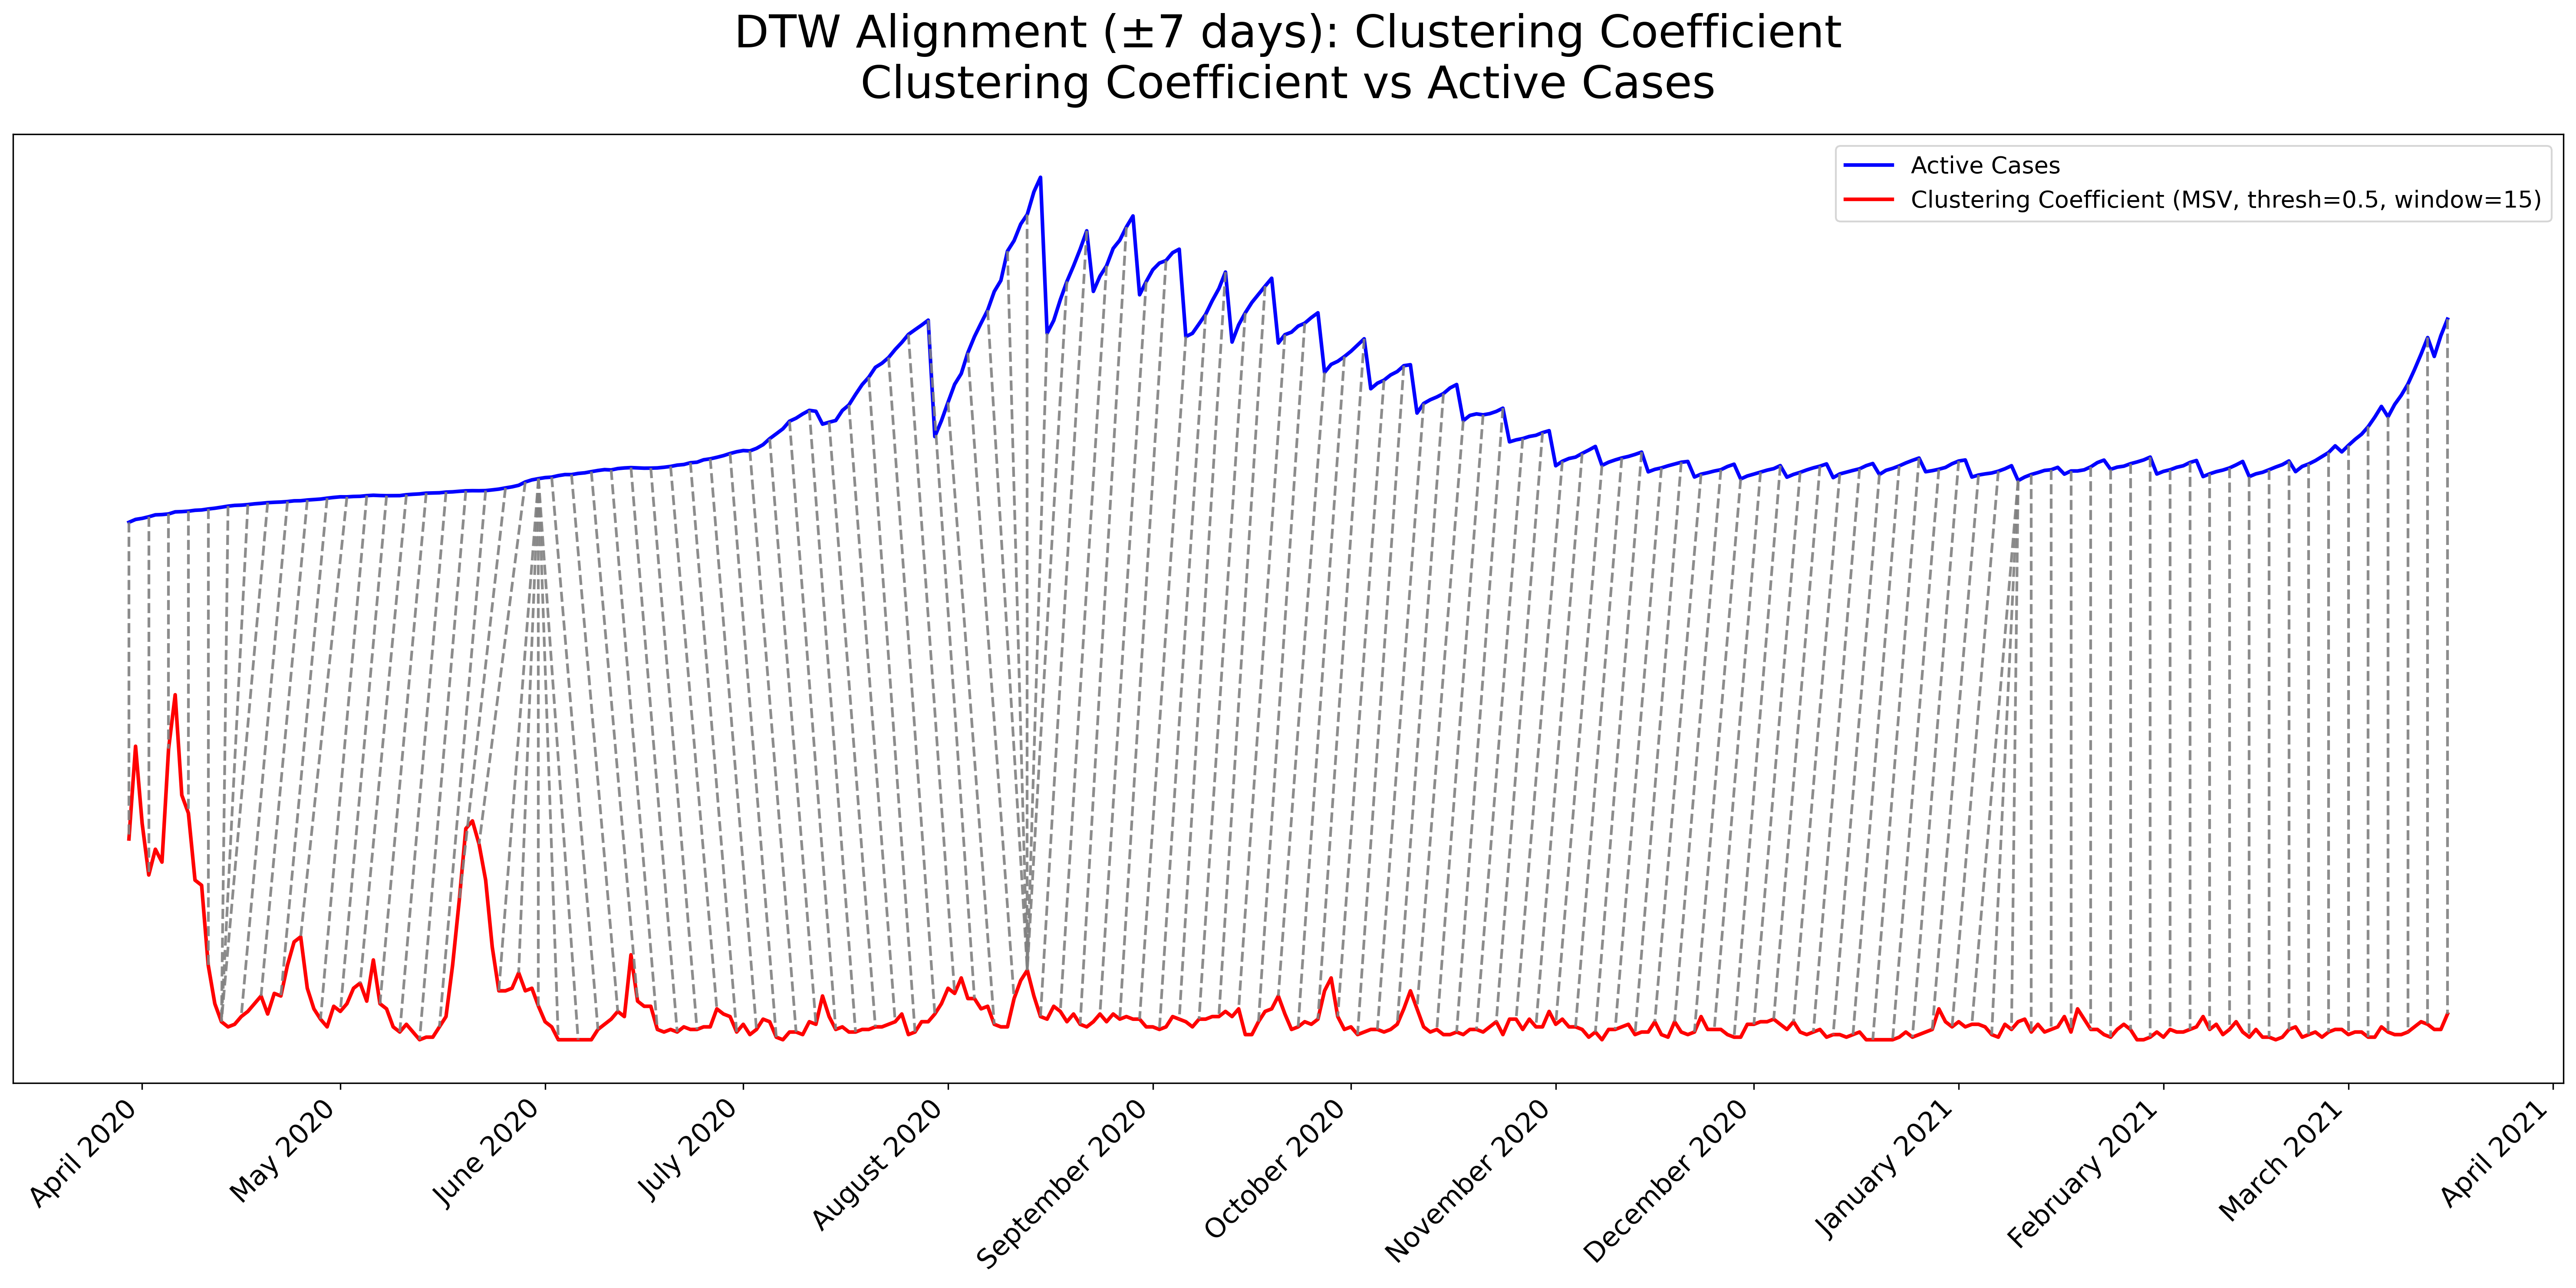 DTW Alignment (±7 days): Clustering Coefficient
Clustering Coefficient vs Active Cases
Active Cases
Clustering Coefficient (MSV, thresh=0.5, window=15)
April 2020
May 2020
June 2020
July 2020
August 2020
September 2020
October 2020
November 2020
December 2020
January 2021
February 2021
March 2021
April 2021